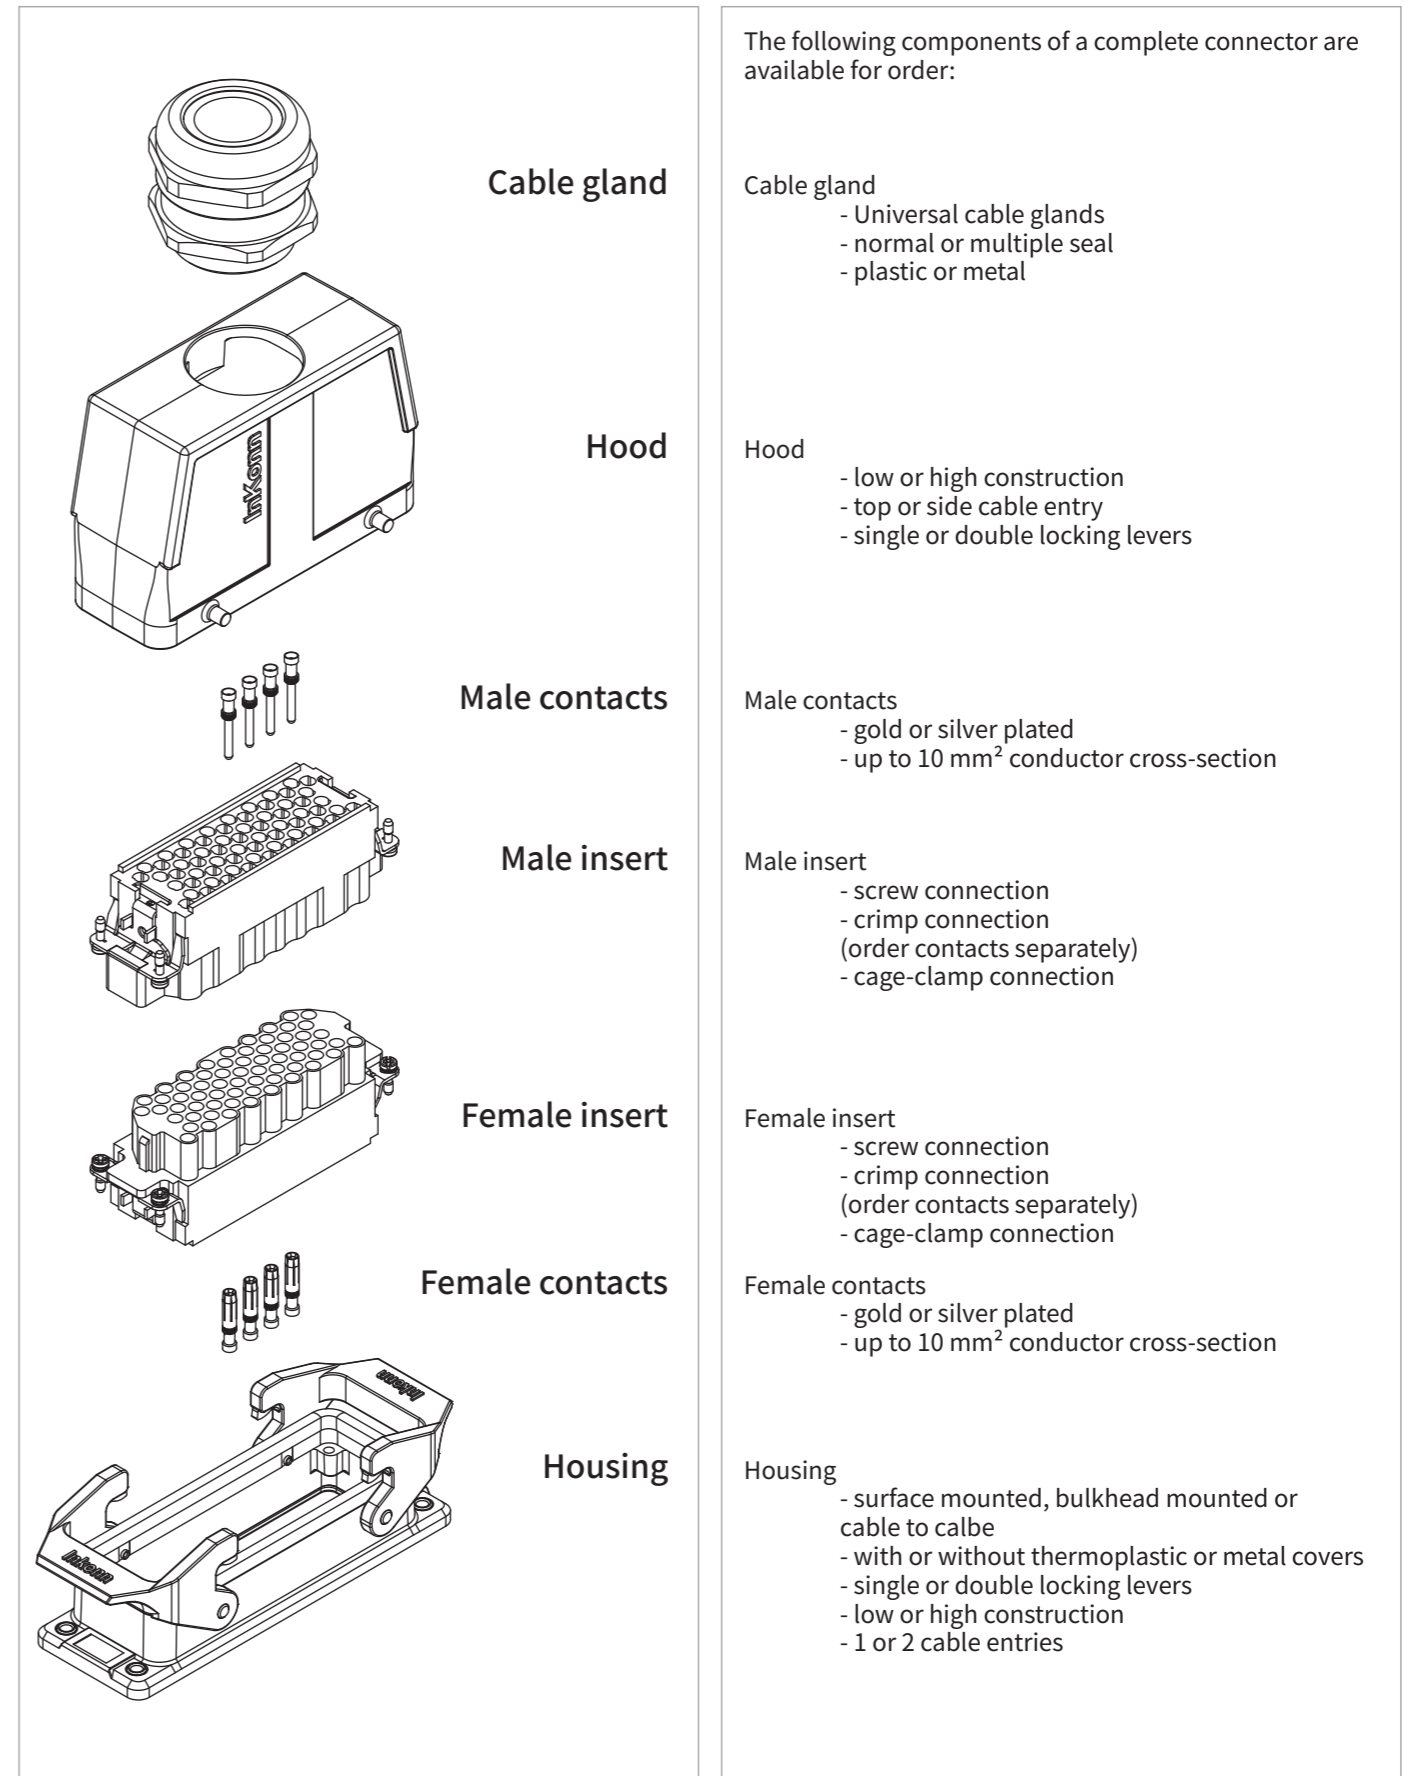 Cable gland
InKonn
Hood
Male contacts
Male insert
Female insert
Female contacts
Inkonn
Housing
Inkonn
The following components of a complete connector are
available for order:
Cable gland
- Universal cable glands
- normal or multiple seal
- plastic or metal
Hood
- low or high construction
- top or side cable entry
- single or double locking levers
Male contacts
- gold or silver plated
- up to 10 mm² conductor cross-section
Male insert
- screw connection
- crimp connection
(order contacts separately)
- cage-clamp connection
Female insert
- screw connection
- crimp connection
(order contacts separately)
- cage-clamp connection
Female contacts
- gold or silver plated
- up to 10 mm² conductor cross-section
Housing
- surface mounted, bulkhead mounted or
cable to calbe
- with or without thermoplastic or metal covers
- single or double locking levers
- low or high construction
- 1 or 2 cable entries